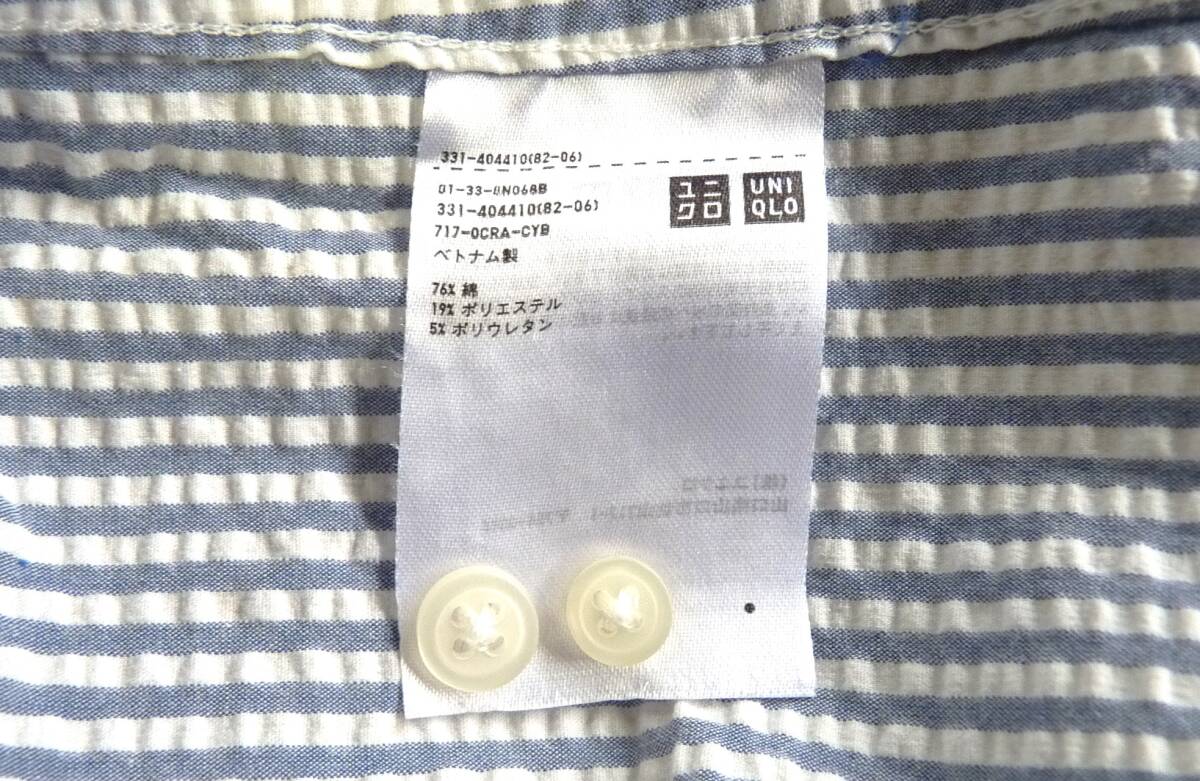 331-404410(82-06)
01-33-4N068B
331-404410(82-06)
717-0CRA-CYB
ベトナム製
76% 綿
19% ポリエステル
5% ポリウレタン
ユニ
クロ
UNI
QLO